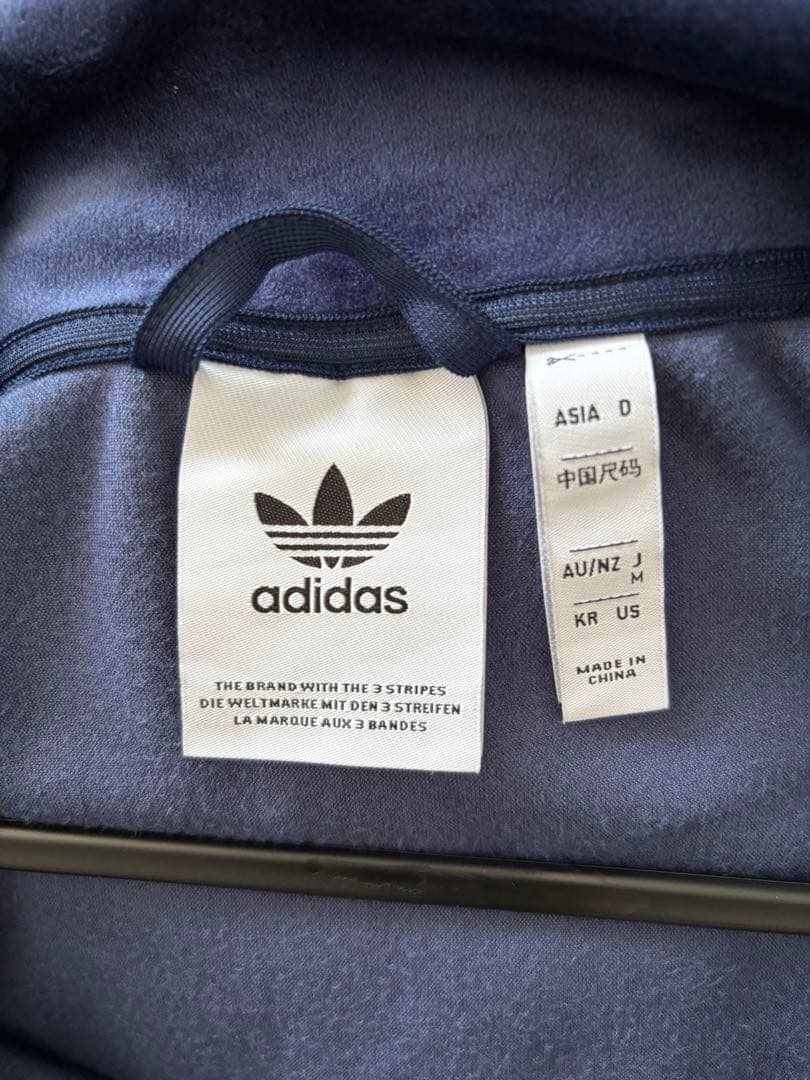 adidas
THE BRAND WITH THE 3 STRIPES
DIE WELTMARKE MIT DEN 3 STREIFEN
LA MARQUE AUX 3 BANDES
ASIA D
中国尺码
AU/NZ J
M
KR US
MADE IN
CHINA